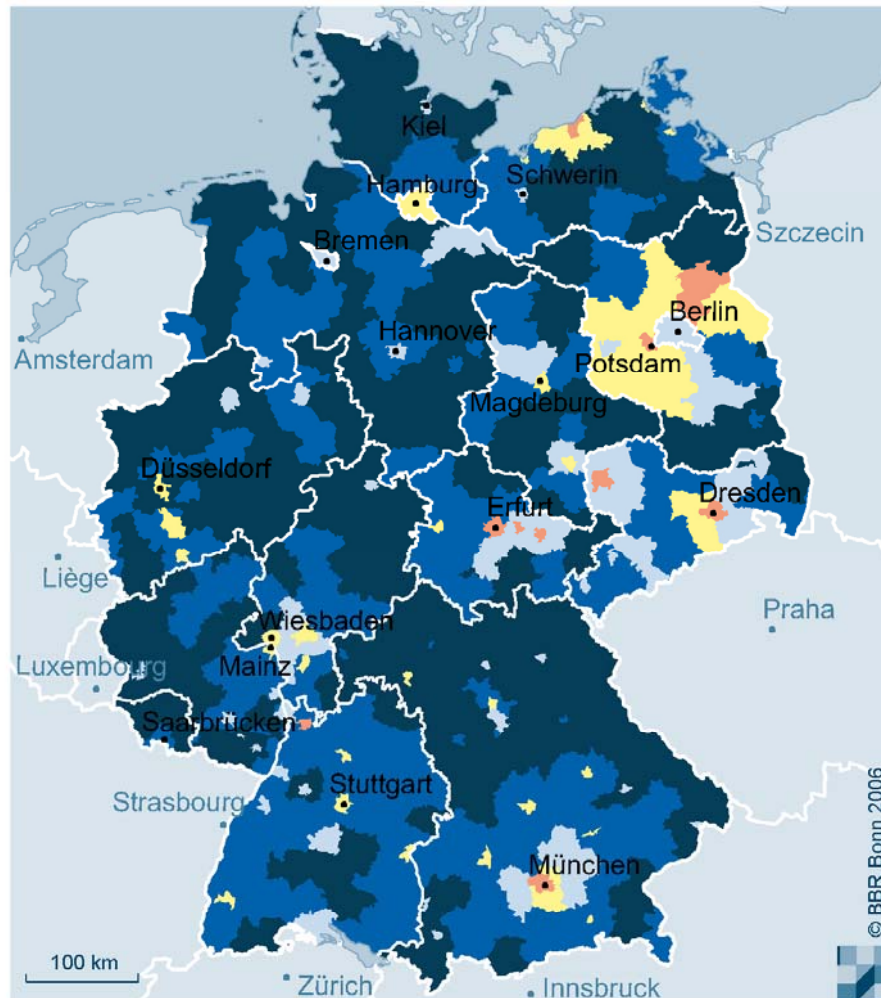 Kiel
Hamburg
Schwerin
Szczecin
Bremen
Berlin
Hannover
Amsterdam
Potsdam
Magdeburg
Düsseldorf
Erfurt
Dresden
Liège
Wiesbaden
Praha
Luxembourg
Mainz
Saarbrücken
Stuttgart
Strasbourg
München
© BBR Bonn 2006
100 km
Zürich
Innsbruck